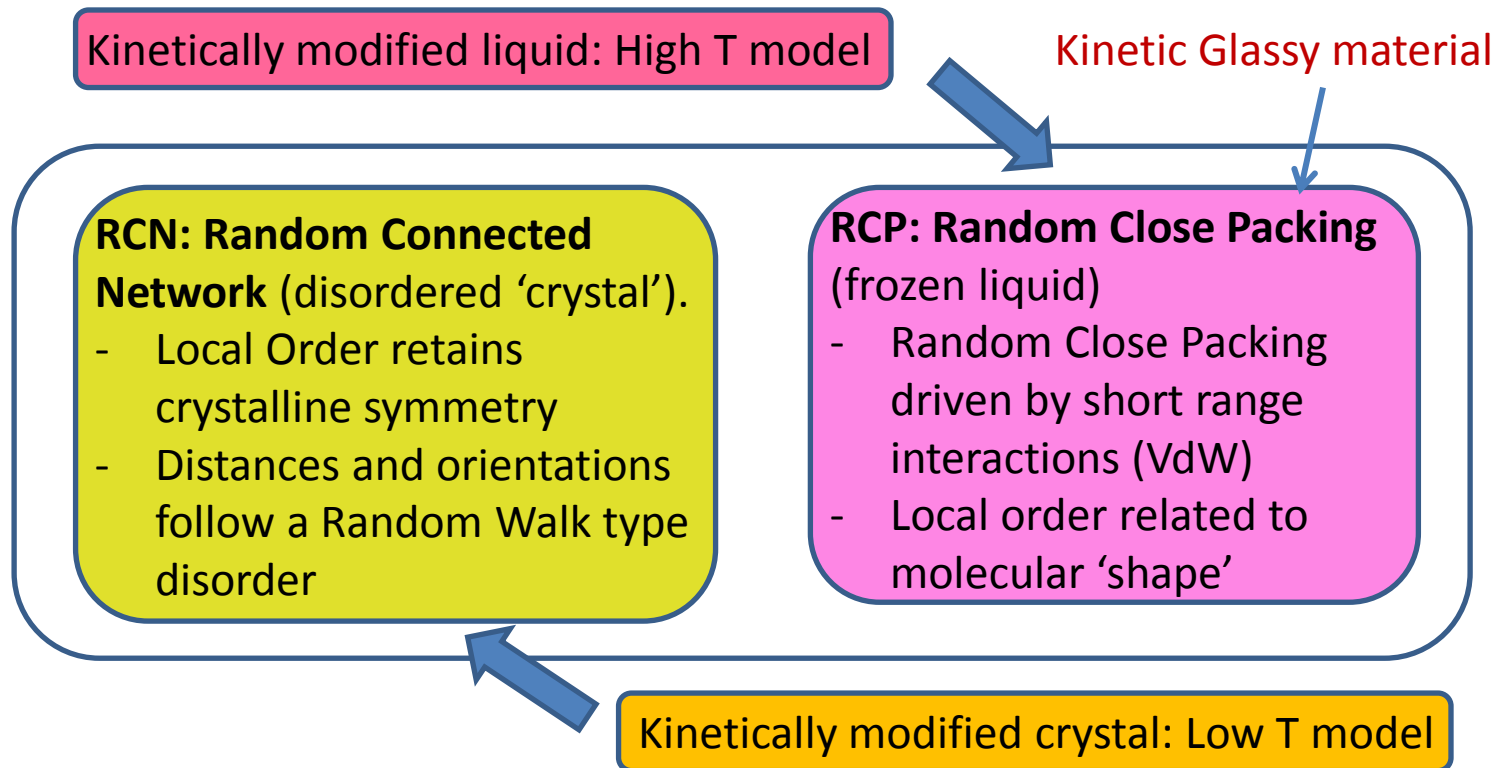 Kinetically modified liquid: High T model
Kinetic Glassy material
RCN: Random Connected
Network (disordered ‘crystal’).
- Local Order retains
crystalline symmetry
- Distances and orientations
follow a Random Walk type
disorder
RCP: Random Close Packing
(frozen liquid)
- Random Close Packing
driven by short range
interactions (VdW)
- Local order related to
molecular ‘shape’
Kinetically modified crystal: Low T model